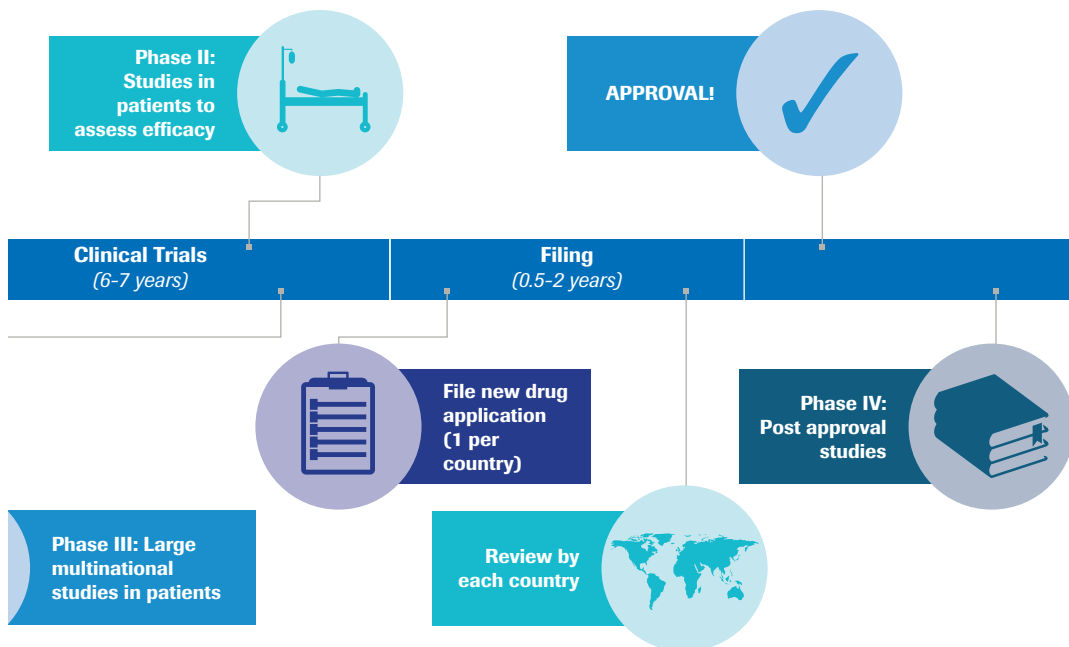 Phase II:
Studies in
patients to
assess efficacy
APPROVAL!
Clinical Trials
(6-7 years)
Filing
(0.5-2 years)
File new drug
application
(1 per
country)
Phase IV:
Post approval
studies
Phase III: Large
multinational
studies in patients
Review by
each country